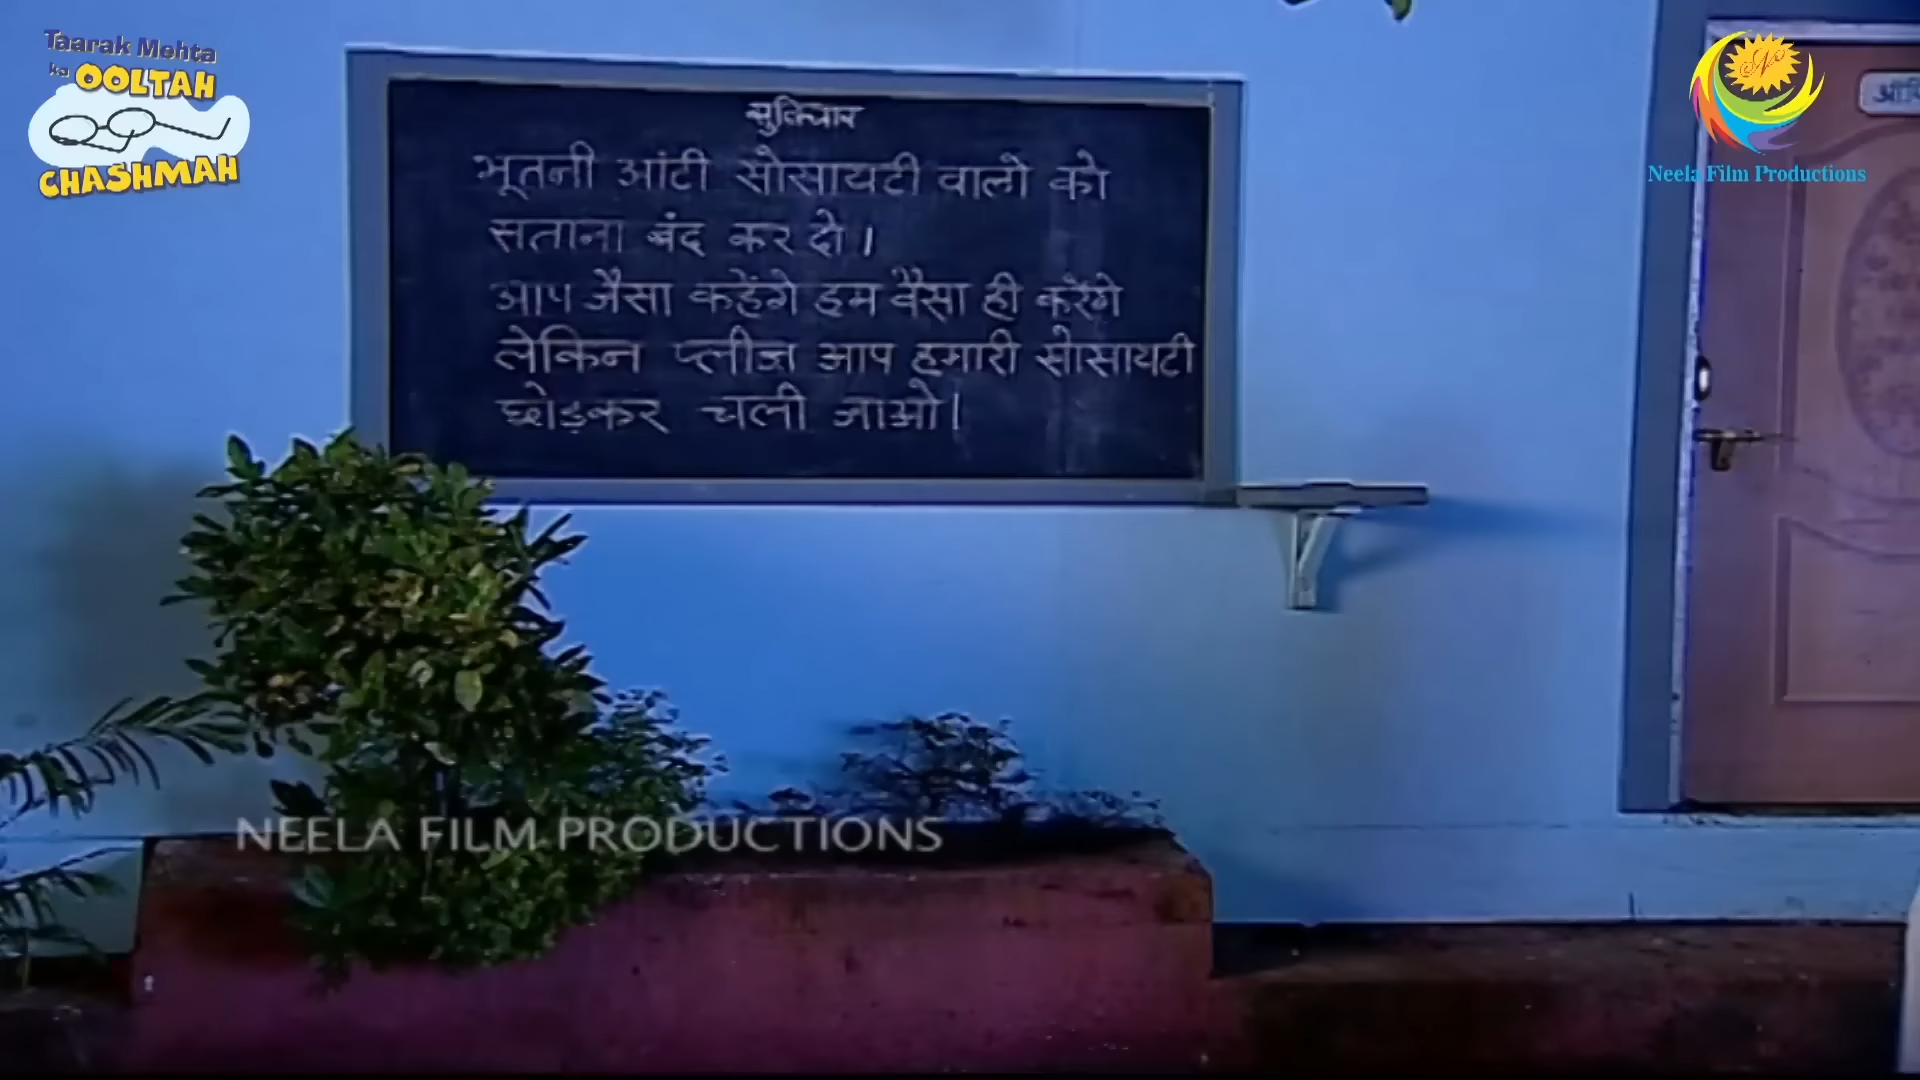 Taarak Mehta
ka OOLTAH
CHASHMAH
Neela Film Productions
सुविचार
भूतनी आंटी सोसायटी वालो को
सताना बंद कर दो।
आप जैसा कहेंगे हम वैसा ही करेंगे
लेकिन प्लीज आप हमारी सोसायटी
छोड़कर चली जाओ।
NEELA FILM PRODUCTIONS